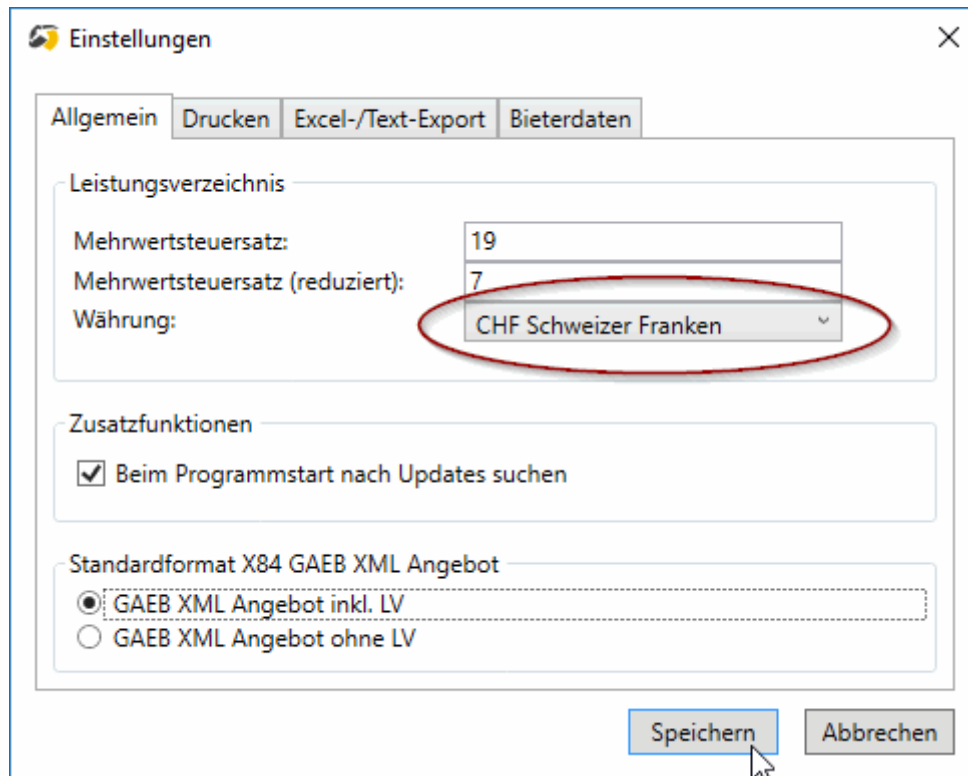 Einstellungen
Allgemein Drucken Excel-/Text-Export Bieterdaten
Leistungsverzeichnis
Mehrwertsteuersatz: 19
Mehrwertsteuersatz (reduziert): 7
Währung: CHF Schweizer Franken
Zusatzfunktionen
Beim Programmstart nach Updates suchen
Standardformat X84 GAEB XML Angebot
GAEB XML Angebot inkl. LV
GAEB XML Angebot ohne LV
Speichern Abbrechen